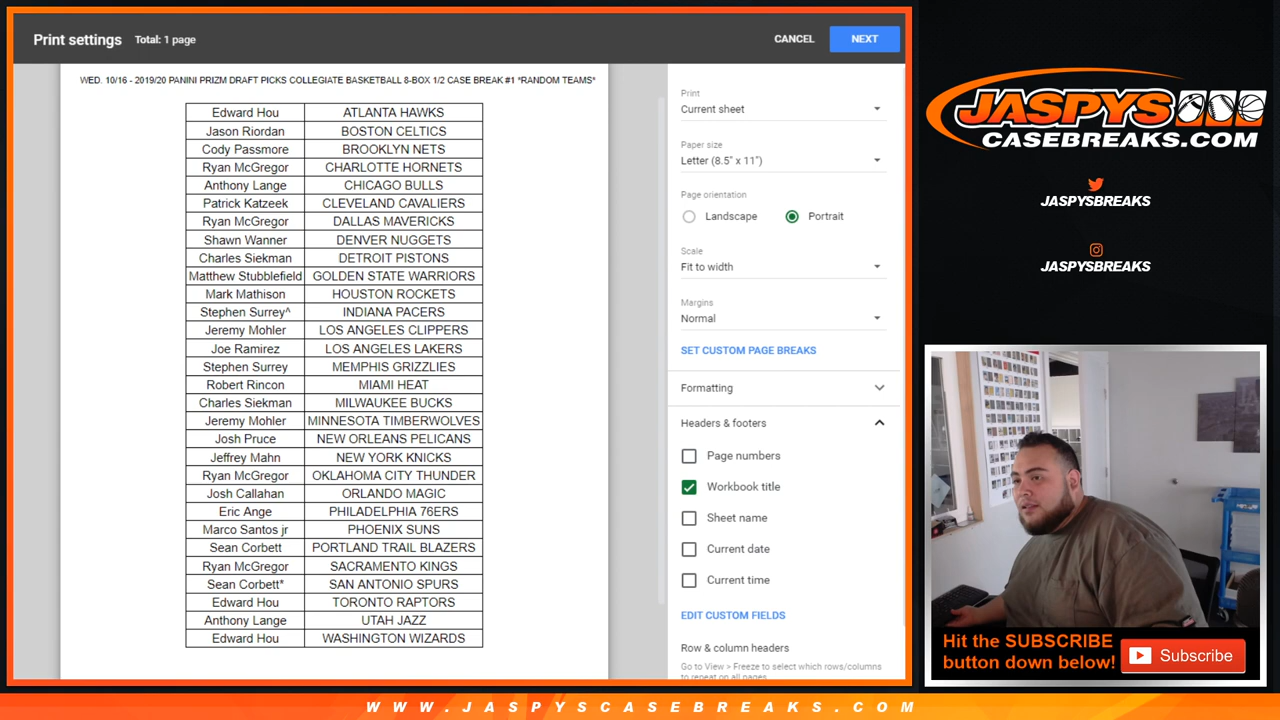 Print settings Total: 1 page CANCEL NEXT
WED. 10/16 - 2019/20 PANINI PRIZM DRAFT PICKS COLLEGIATE BASKETBALL 8-BOX 1/2 CASE BREAK #1 *RANDOM TEAMS*
Edward Hou ATLANTA HAWKS
Jason Riordan BOSTON CELTICS
Cody Passmore BROOKLYN NETS
Ryan McGregor CHARLOTTE HORNETS
Anthony Lange CHICAGO BULLS
Patrick Katzeek CLEVELAND CAVALIERS
Ryan McGregor DALLAS MAVERICKS
Shawn Wanner DENVER NUGGETS
Charles Siekman DETROIT PISTONS
Matthew Stubblefield GOLDEN STATE WARRIORS
Mark Mathison HOUSTON ROCKETS
Stephen Surrey^ INDIANA PACERS
Jeremy Mohler LOS ANGELES CLIPPERS
Joe Ramirez LOS ANGELES LAKERS
Stephen Surrey MEMPHIS GRIZZLIES
Robert Rincon MIAMI HEAT
Charles Siekman MILWAUKEE BUCKS
Jeremy Mohler MINNESOTA TIMBERWOLVES
Josh Pruce NEW ORLEANS PELICANS
Jeffrey Mahn NEW YORK KNICKS
Ryan McGregor OKLAHOMA CITY THUNDER
Josh Callahan ORLANDO MAGIC
Eric Ange PHILADELPHIA 76ERS
Marco Santos jr PHOENIX SUNS
Sean Corbett PORTLAND TRAIL BLAZERS
Ryan McGregor SACRAMENTO KINGS
Sean Corbett* SAN ANTONIO SPURS
Edward Hou TORONTO RAPTORS
Anthony Lange UTAH JAZZ
Edward Hou WASHINGTON WIZARDS
Print
Current sheet
Paper size
Letter (8.5" x 11")
Page orientation
Landscape Portrait
Scale
Fit to width
Margins
Normal
SET CUSTOM PAGE BREAKS
Formatting
Headers & footers
Page numbers
Workbook title
Sheet name
Current date
Current time
EDIT CUSTOM FIELDS
Row & column headers
Go to View > Freeze to select which rows/columns
to repeat on all pages
JASPYS
CASEBREAKS.COM
JASPYSBREAKS
JASPYSBREAKS
Hit the SUBSCRIBE
button down below!
Subscribe
WWW.JASPYSCASEBREAKS.COM